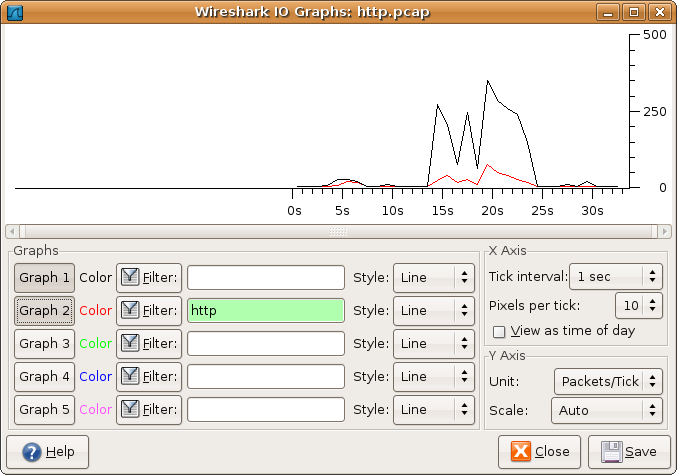 Wireshark IO Graphs: http.pcap
500
250
0
0s 5s 10s 15s 20s 25s 30s
Graphs
Graph 1 Color Filter: Style: Line
Graph 2 Color Filter: http Style: Line
Graph 3 Color Filter: Style: Line
Graph 4 Color Filter: Style: Line
Graph 5 Color Filter: Style: Line
X Axis
Tick interval: 1 sec
Pixels per tick: 10
View as time of day
Y Axis
Unit: Packets/Tick
Scale: Auto
Help Close Save